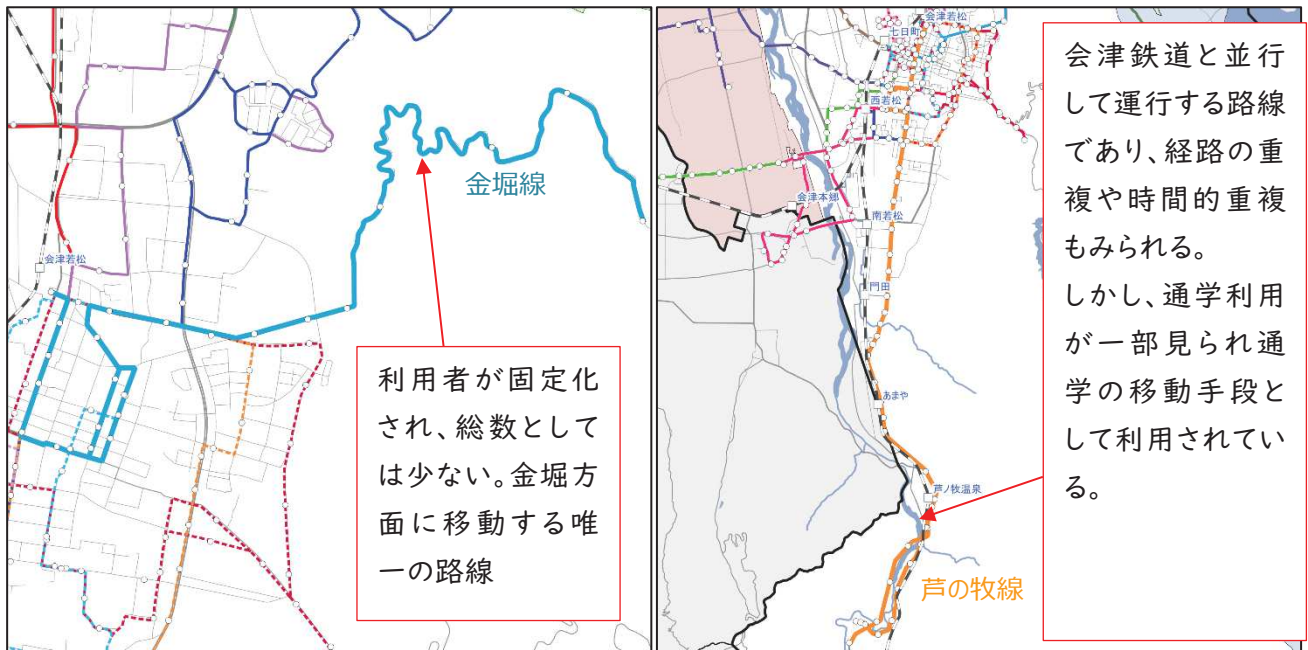 金堀線
会津若松
利用者が固定化
され、総数として
は少ない。金堀方
面に移動する唯
一の路線
会津若松
七日町
西若松
会津本郷
南若松
門田
あまや
芦ノ牧温泉
芦の牧線
会津鉄道と並行
して運行する路線
であり、経路の重
複や時間的重複
もみられる。
しかし、通学利用
が一部見られ通
学の移動手段と
して利用されてい
る。